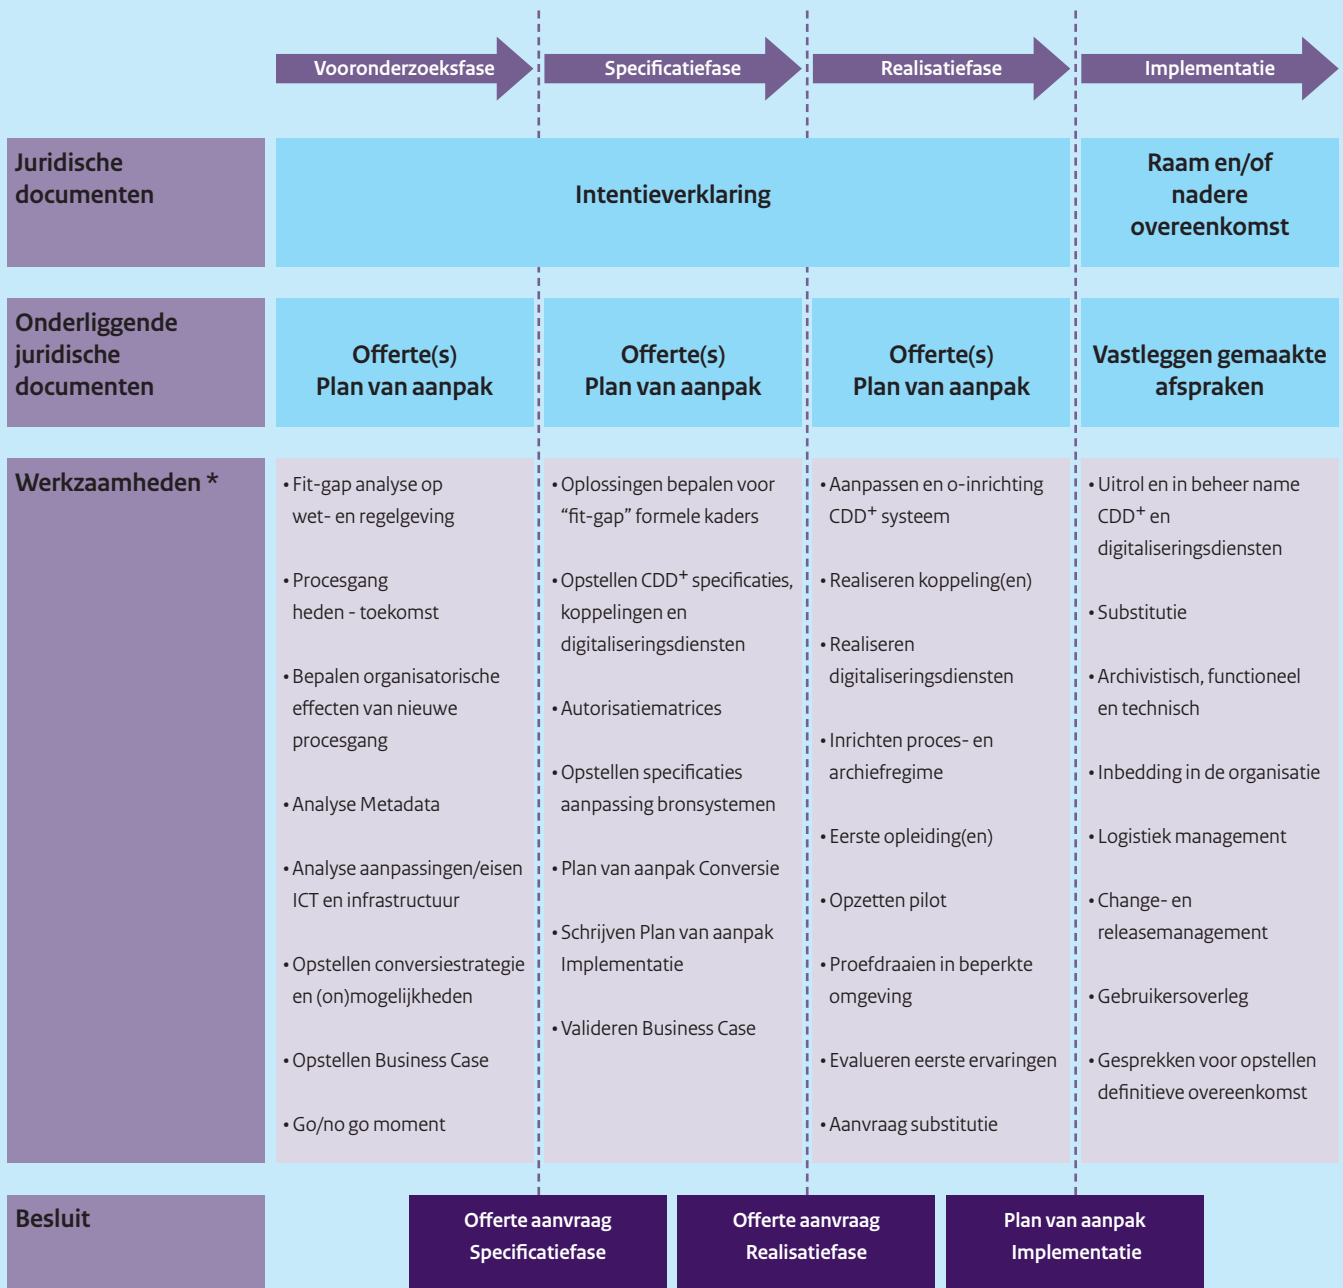 Vooronderzoeksfase
Specificatiefase
Realisatiefase
Implementatie
Juridische
documenten
Intentieverklaring
Raam en/of
nadere
overeenkomst
Onderliggende
juridische
documenten
Offerte(s)
Plan van aanpak
Offerte(s)
Plan van aanpak
Offerte(s)
Plan van aanpak
Vastleggen gemaakte
afspraken
Werkzaamheden *
• Fit-gap analyse op
wet- en regelgeving
• Procesgang
heden - toekomst
• Bepalen organisatorische
effecten van nieuwe
procesgang
• Analyse Metadata
• Analyse aanpassingen/eisen
ICT en infrastructuur
• Opstellen conversiestrategie
en (on)mogelijkheden
• Opstellen Business Case
• Go/no go moment
• Oplossingen bepalen voor
“fit-gap” formele kaders
• Opstellen CDD+ specificaties,
koppelingen en
digitaliseringsdiensten
• Autorisatiematrices
• Opstellen specificaties
aanpassing bronsystemen
• Plan van aanpak Conversie
• Schrijven Plan van aanpak
Implementatie
• Valideren Business Case
• Aanpassen en o-inrichting
CDD+ systeem
• Realiseren koppeling(en)
• Realiseren
digitaliseringsdiensten
• Inrichten proces- en
archiefregime
• Eerste opleiding(en)
• Opzetten pilot
• Proefdraaien in beperkte
omgeving
• Evalueren eerste ervaringen
• Aanvraag substitutie
• Uitrol en in beheer name
CDD+ en
digitaliseringsdiensten
• Substitutie
• Archivistisch, functioneel
en technisch
• Inbedding in de organisatie
• Logistiek management
• Change- en
releasemanagement
• Gebruikersoverleg
• Gesprekken voor opstellen
definitieve overeenkomst
Besluit
Offerte aanvraag
Specificatiefase
Offerte aanvraag
Realisatiefase
Plan van aanpak
Implementatie